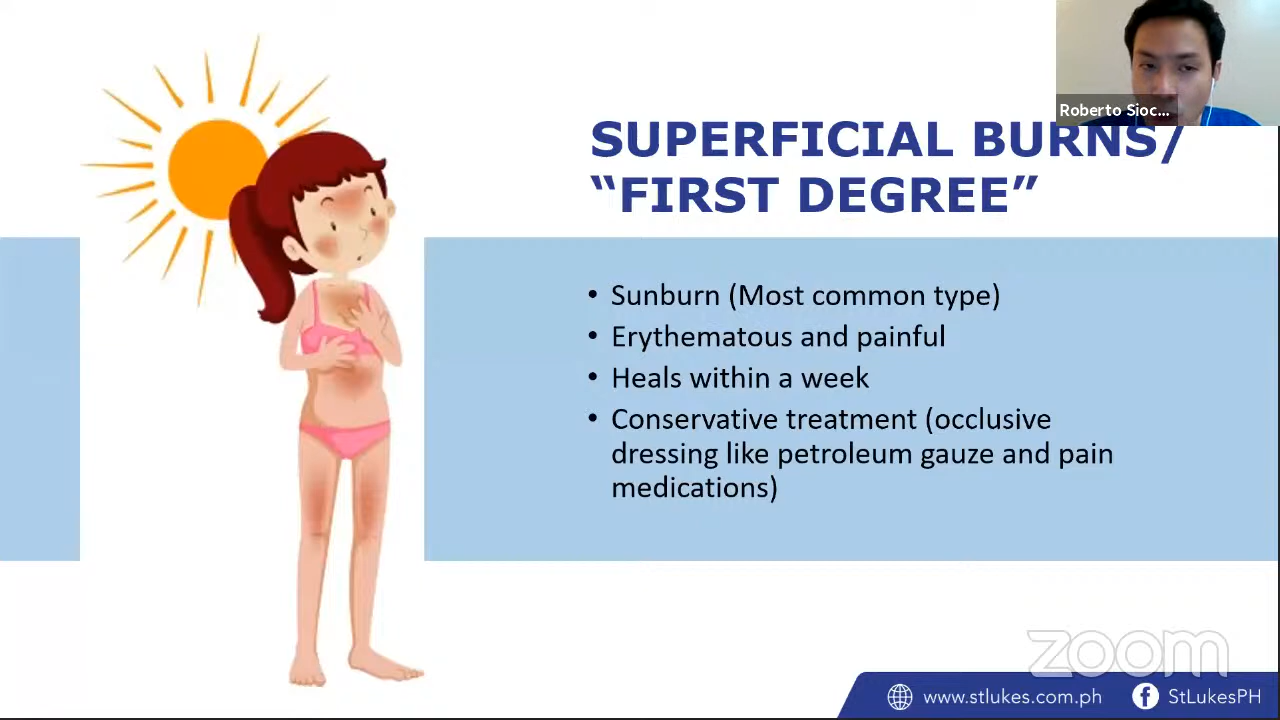 Roberto Sioc...
SUPERFICIAL BURNS/
“FIRST DEGREE”
• Sunburn (Most common type)
• Erythematous and painful
• Heals within a week
• Conservative treatment (occlusive
dressing like petroleum gauze and pain
medications)
zoom
www.stlukes.com.ph
StLukesPH